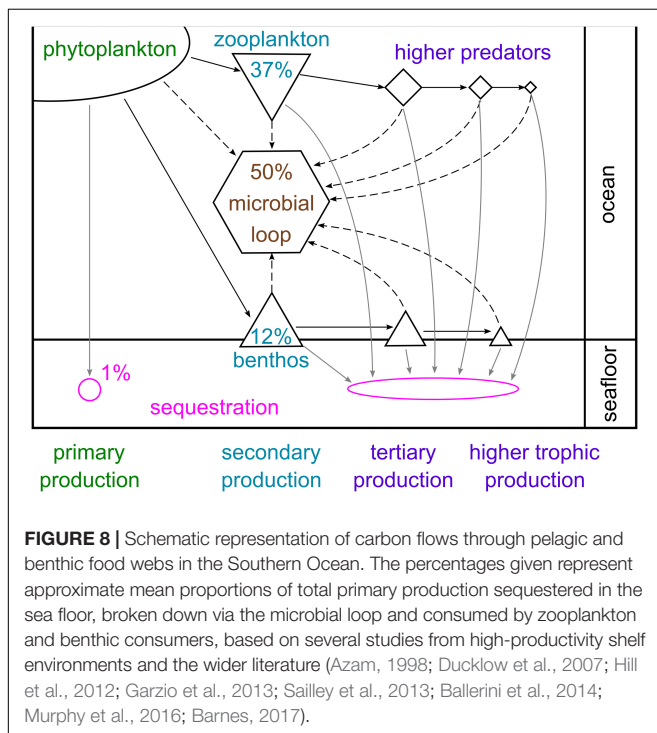 phytoplankton
zooplankton
37%
higher predators
50%
microbial
loop
12%
benthos
1%
sequestration
ocean
seafloor
primary
production
secondary
production
tertiary
production
higher trophic
production
FIGURE 8 | Schematic representation of carbon flows through pelagic and
benthic food webs in the Southern Ocean. The percentages given represent
approximate mean proportions of total primary production sequestered in the
sea floor, broken down via the microbial loop and consumed by zooplankton
and benthic consumers, based on several studies from high-productivity shelf
environments and the wider literature (Azam, 1998; Ducklow et al., 2007; Hill
et al., 2012; Garzio et al., 2013; Sailley et al., 2013; Ballerini et al., 2014;
Murphy et al., 2016; Barnes, 2017).